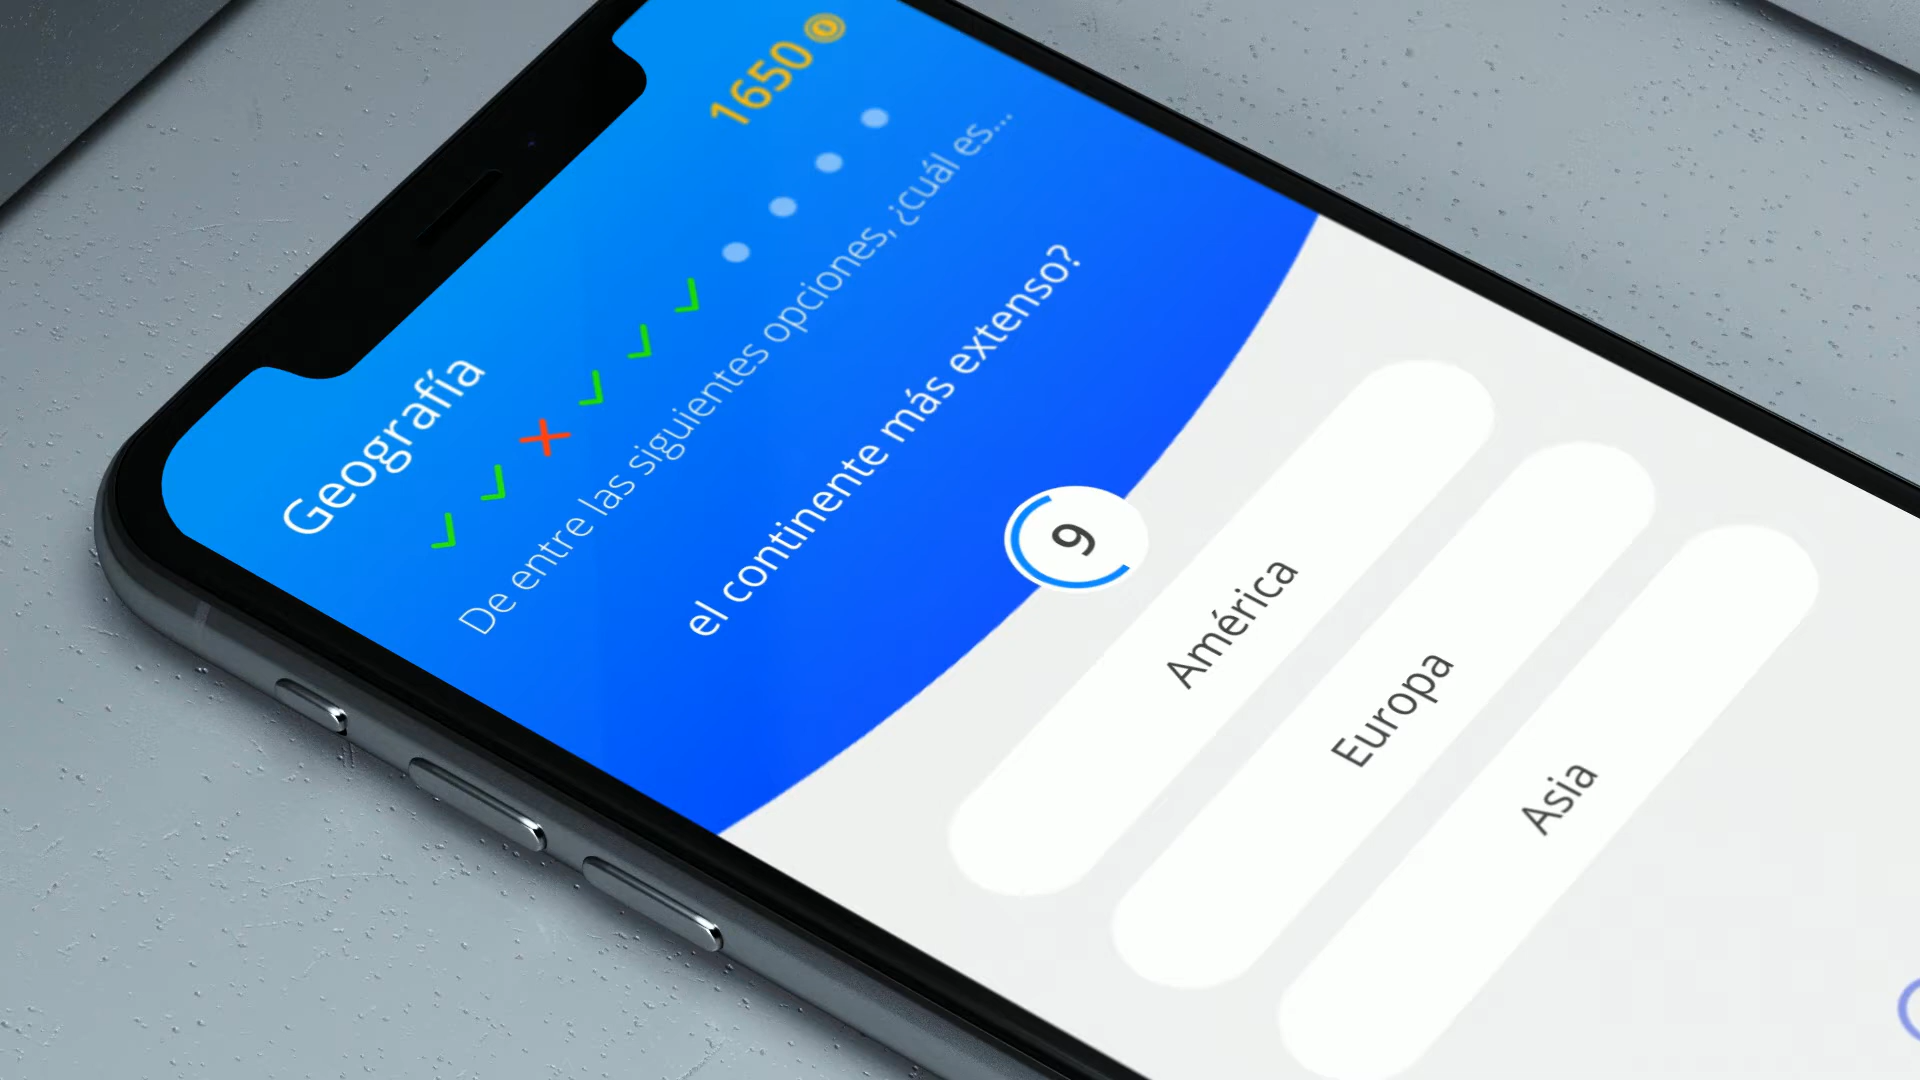 1650
Geografía
De entre las siguientes opciones, ¿cuál es...
el continente más extenso?
9
América
Europa
Asia